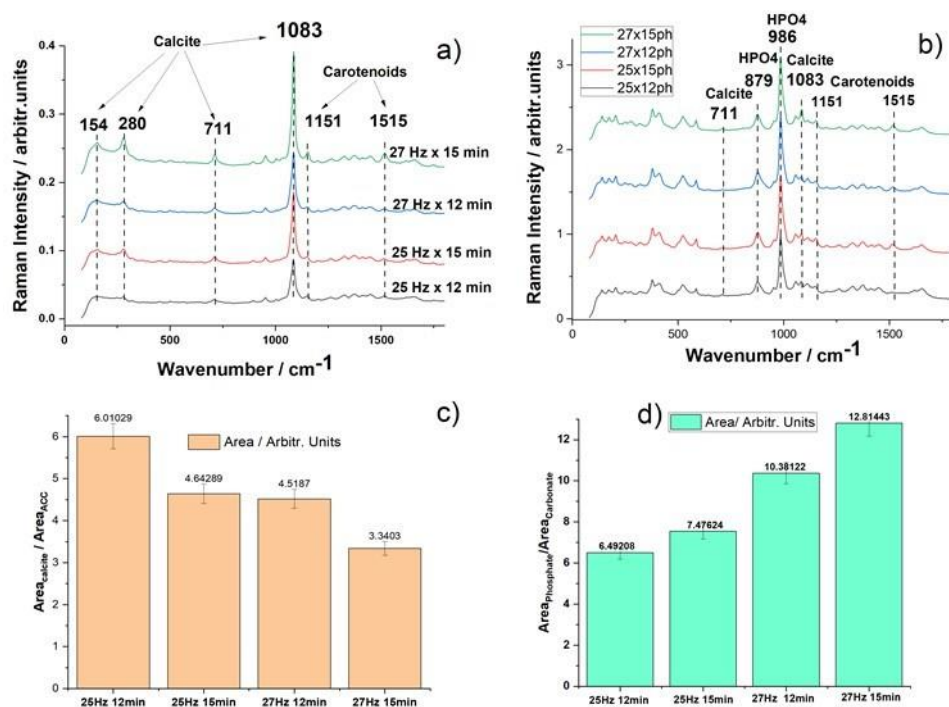 a)
Calcite
1083
Carotenoids
154
280
711
1151
1515
27 Hz x 15 min
27 Hz x 12 min
25 Hz x 15 min
25 Hz x 12 min
0.4
0.3
0.2
0.1
0.0
Raman Intensity / arbitr.units
0 500 1000 1500
Wavenumber / cm-1
b)
27x15ph
27x12ph
25x15ph
25x12ph
HPO4
986
HPO4
879
Calcite
1083
Calcite
711
Carotenoids
1151
1515
3
2
1
0
Raman Intensity / arbitr.units
0 500 1000 1500
Wavenumber / cm-1
c)
Area / Arbitr. Units
6.01029
4.64289
4.5187
3.3403
6
5
4
3
2
1
0
Areacalcite / AreaACC
25Hz 12min 25Hz 15min 27Hz 12min 27Hz 15min
d)
Area/ Arbitr. Units
6.49208
7.47624
10.38122
12.81443
12
10
8
6
4
2
0
AreaPhosphate/AreaCarbonate
25Hz 12min 25Hz 15min 27Hz 12min 27Hz 15min